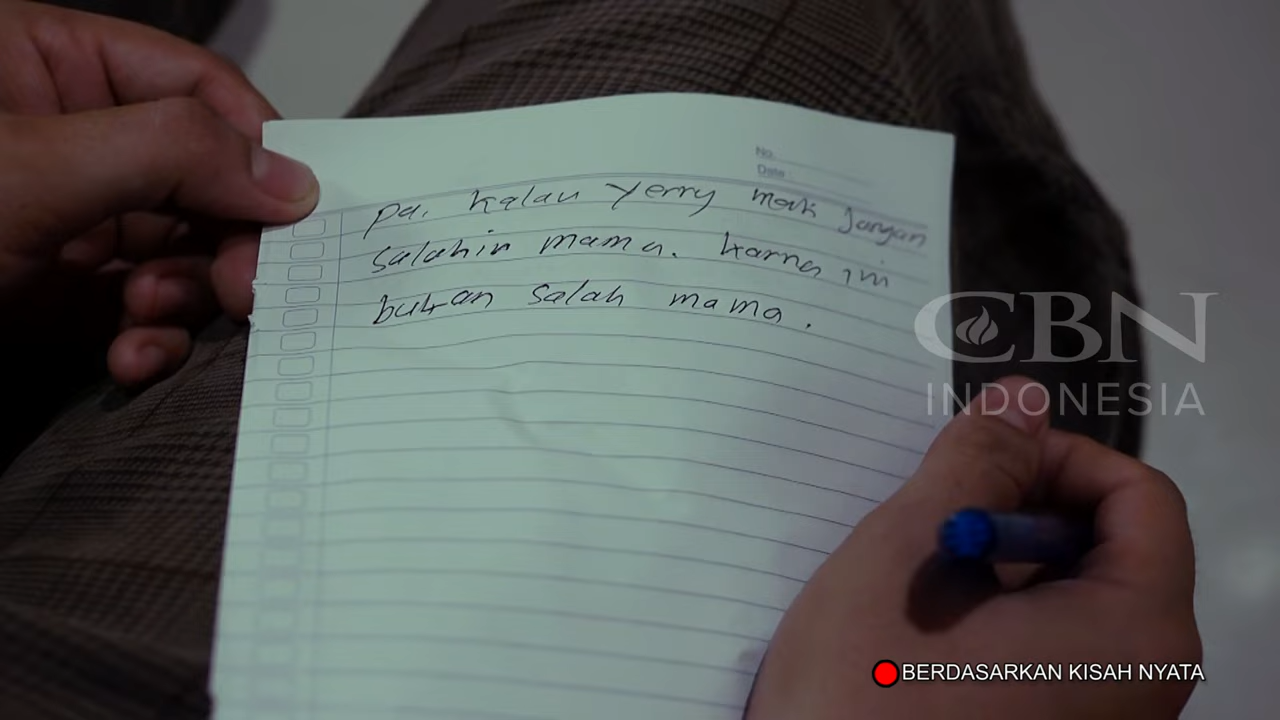 No.
Date
pa. kalau Yerry mati jangan
salahin mama. karna ini
bukan salah mama.
CBN
INDONESIA
BERDASARKAN KISAH NYATA